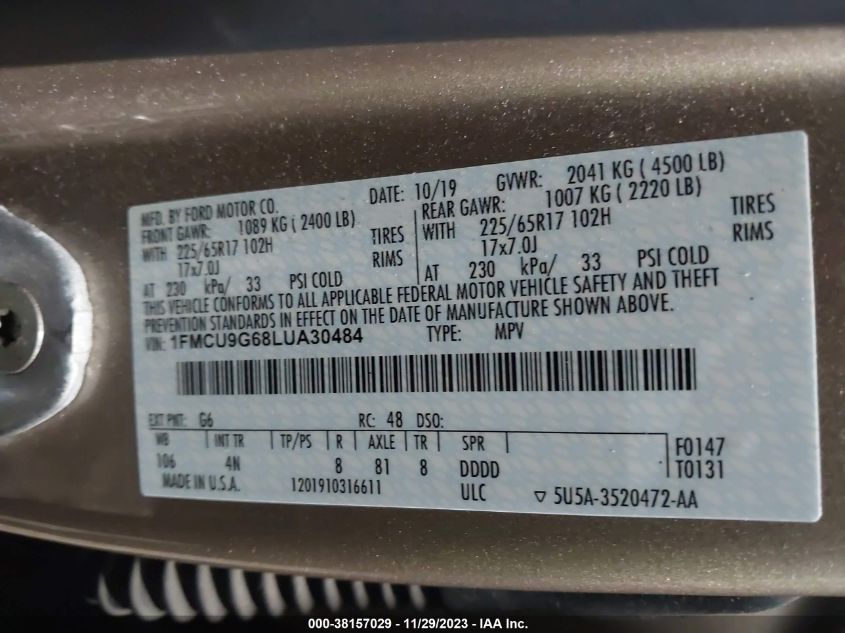 MFD. BY FORD MOTOR CO. DATE: 10/19 GVWR: 2041 KG ( 4500 LB)
FRONT GAWR: 1089 KG ( 2400 LB) REAR GAWR: 1007 KG ( 2220 LB)
WITH 225/65R17 102H TIRES WITH 225/65R17 102H TIRES
17x7.0J RIMS 17x7.0J RIMS
AT 230 kPa/ 33 PSI COLD AT 230 kPa/ 33 PSI COLD
THIS VEHICLE CONFORMS TO ALL APPLICABLE FEDERAL MOTOR VEHICLE SAFETY AND THEFT
PREVENTION STANDARDS IN EFFECT ON THE DATE OF MANUFACTURE SHOWN ABOVE.
VIN: 1FMCU9G68LUA30484 TYPE: MPV
EXT PNT: G6 RC: 48 DSO:
WB INT TR TP/PS R AXLE TR SPR F0147
106 4N 8 81 8 DDDD T0131
MADE IN U.S.A. 1201910316611 ULC ▽ 5U5A-3520472-AA
000-38157029 - 11/29/2023 - IAA Inc.